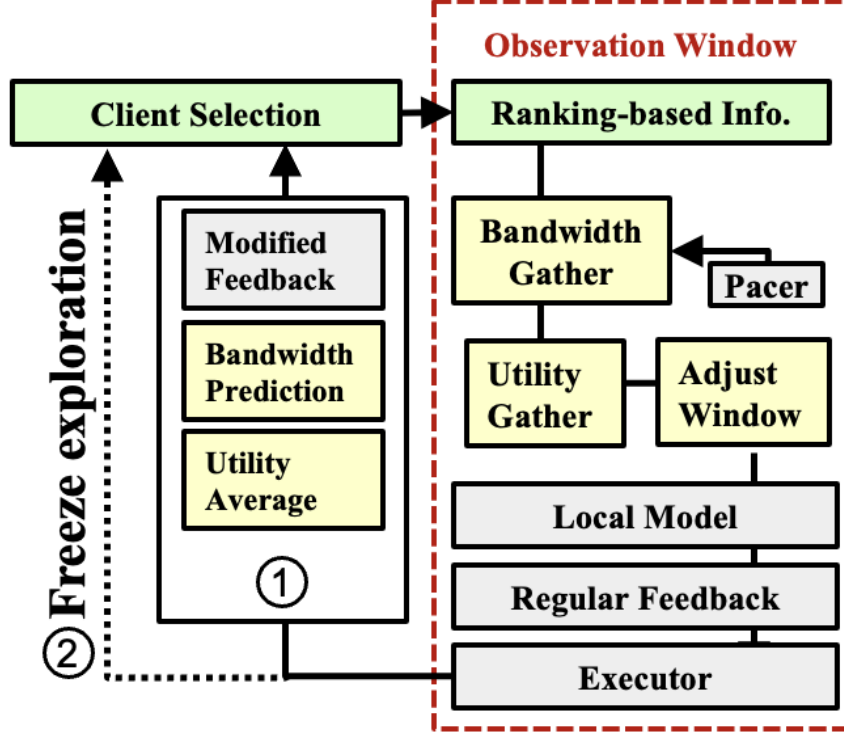 Observation Window
Client Selection
Ranking-based Info.
Modified
Feedback
Bandwidth
Prediction
Utility
Average
①
② Freeze exploration
Bandwidth
Gather
Pacer
Utility
Gather
Adjust
Window
Local Model
Regular Feedback
Executor